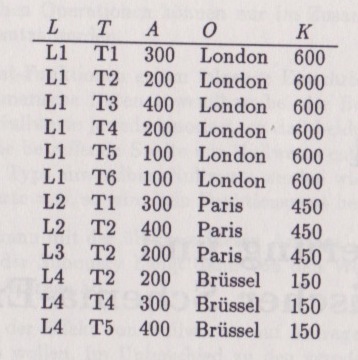 L T A O K
L1 T1 300 London 600
L1 T2 200 London 600
L1 T3 400 London 600
L1 T4 200 London 600
L1 T5 100 London 600
L1 T6 100 London 600
L2 T1 300 Paris 450
L2 T2 400 Paris 450
L3 T2 200 Paris 450
L4 T2 200 Brüssel 150
L4 T4 300 Brüssel 150
L4 T5 400 Brüssel 150